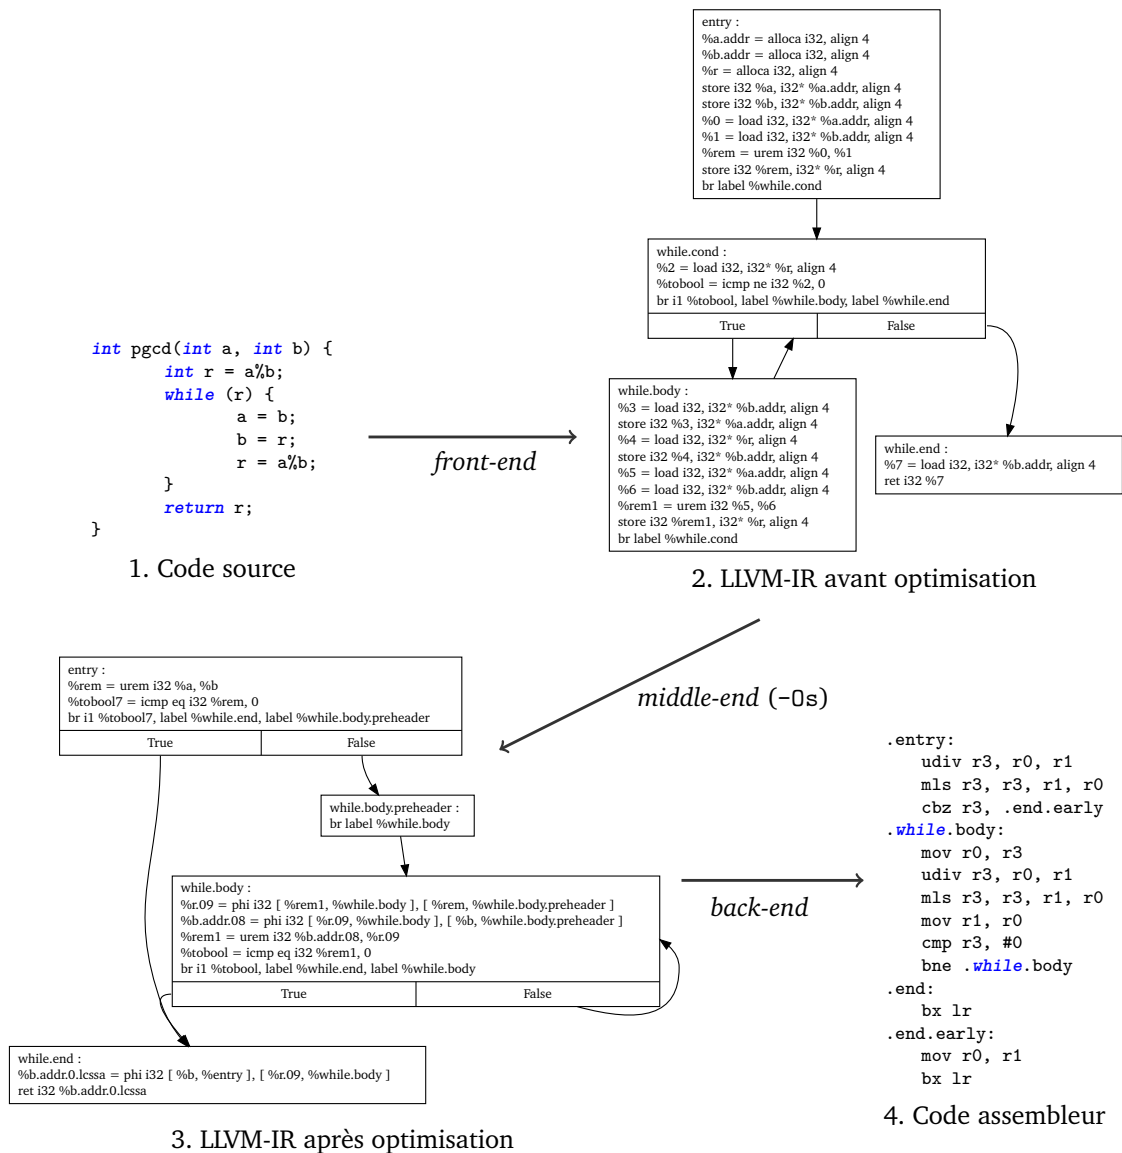 int pgcd(int a, int b) {
int r = a%b;
while (r) {
a = b;
b = r;
r = a%b;
}
return r;
}
1. Code source
front-end
entry :
%a.addr = alloca i32, align 4
%b.addr = alloca i32, align 4
%r = alloca i32, align 4
store i32 %a, i32* %a.addr, align 4
store i32 %b, i32* %b.addr, align 4
%0 = load i32, i32* %a.addr, align 4
%1 = load i32, i32* %b.addr, align 4
%rem = urem i32 %0, %1
store i32 %rem, i32* %r, align 4
br label %while.cond
while.cond :
%2 = load i32, i32* %r, align 4
%tobool = icmp ne i32 %2, 0
br i1 %tobool, label %while.body, label %while.end
True
False
while.body :
%3 = load i32, i32* %b.addr, align 4
store i32 %3, i32* %a.addr, align 4
%4 = load i32, i32* %r, align 4
store i32 %4, i32* %b.addr, align 4
%5 = load i32, i32* %a.addr, align 4
%6 = load i32, i32* %b.addr, align 4
%rem1 = urem i32 %5, %6
store i32 %rem1, i32* %r, align 4
br label %while.cond
while.end :
%7 = load i32, i32* %b.addr, align 4
ret i32 %7
2. LLVM-IR avant optimisation
middle-end (-Os)
entry :
%rem = urem i32 %a, %b
%tobool7 = icmp eq i32 %rem, 0
br i1 %tobool7, label %while.end, label %while.body.preheader
True
False
while.body.preheader :
br label %while.body
while.body :
%r.09 = phi i32 [ %rem1, %while.body ], [ %rem, %while.body.preheader ]
%b.addr.08 = phi i32 [ %r.09, %while.body ], [ %b, %while.body.preheader ]
%rem1 = urem i32 %b.addr.08, %r.09
%tobool = icmp eq i32 %rem1, 0
br i1 %tobool, label %while.end, label %while.body
True
False
while.end :
%b.addr.0.lcssa = phi i32 [ %b, %entry ], [ %r.09, %while.body ]
ret i32 %b.addr.0.lcssa
3. LLVM-IR après optimisation
back-end
.entry:
udiv r3, r0, r1
mls r3, r3, r1, r0
cbz r3, .end.early
.while.body:
mov r0, r3
udiv r3, r0, r1
mls r3, r3, r1, r0
mov r1, r0
cmp r3, #0
bne .while.body
.end:
bx lr
.end.early:
mov r0, r1
bx lr
4. Code assembleur